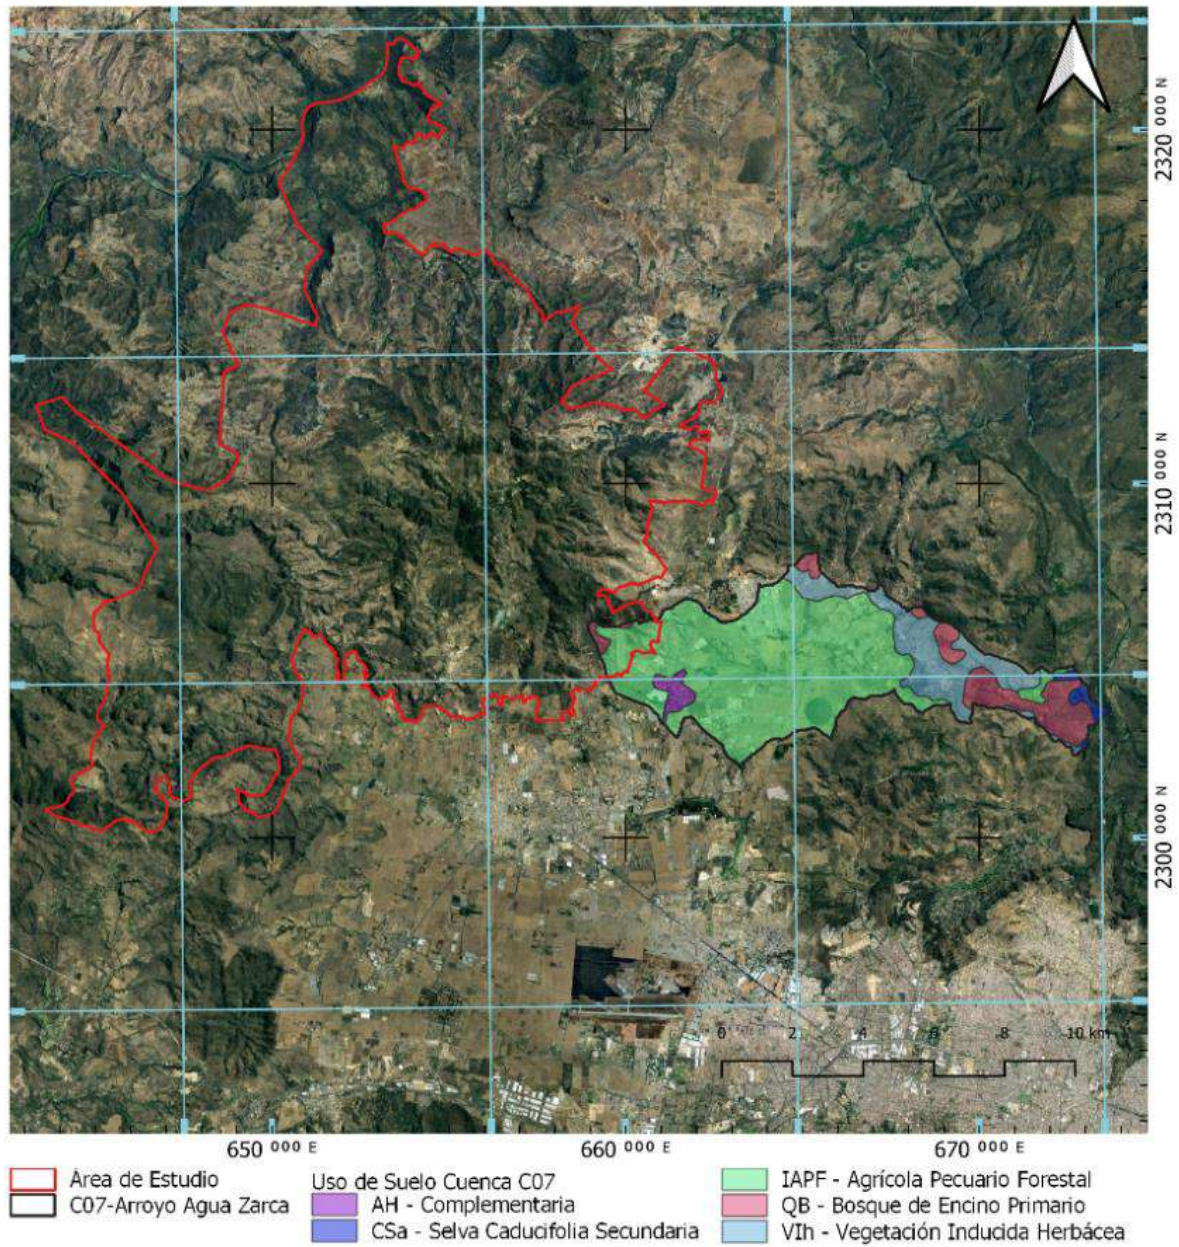 2320 000 N
2310 000 N
2300 000 N
0 2 4 6 8 10 km
650 000 E 660 000 E 670 000 E
Área de Estudio
C07-Arroyo Agua Zarca
Uso de Suelo Cuenca C07
AH - Complementaria
CSa - Selva Caducifolia Secundaria
IAPF - Agrícola Pecuario Forestal
QB - Bosque de Encino Primario
VIh - Vegetación Inducida Herbácea